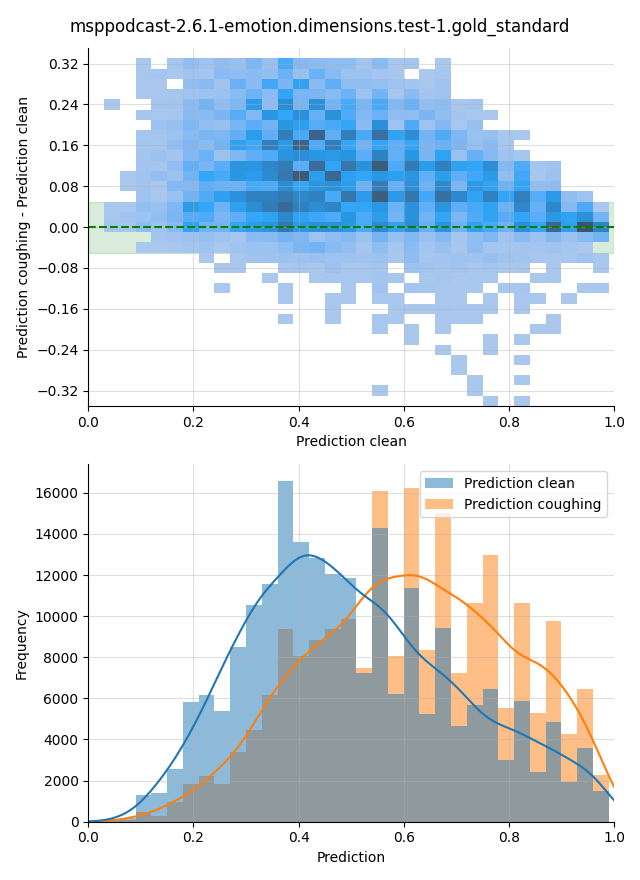 msppodcast-2.6.1-emotion.dimensions.test-1.gold_standard
Prediction coughing - Prediction clean
0.32
0.24
0.16
0.08
0.00
−0.08
−0.16
−0.24
−0.32
0.0 0.2 0.4 0.6 0.8 1.0
Prediction clean
Prediction clean
Prediction coughing
Frequency
16000
14000
12000
10000
8000
6000
4000
2000
0
0.0 0.2 0.4 0.6 0.8 1.0
Prediction